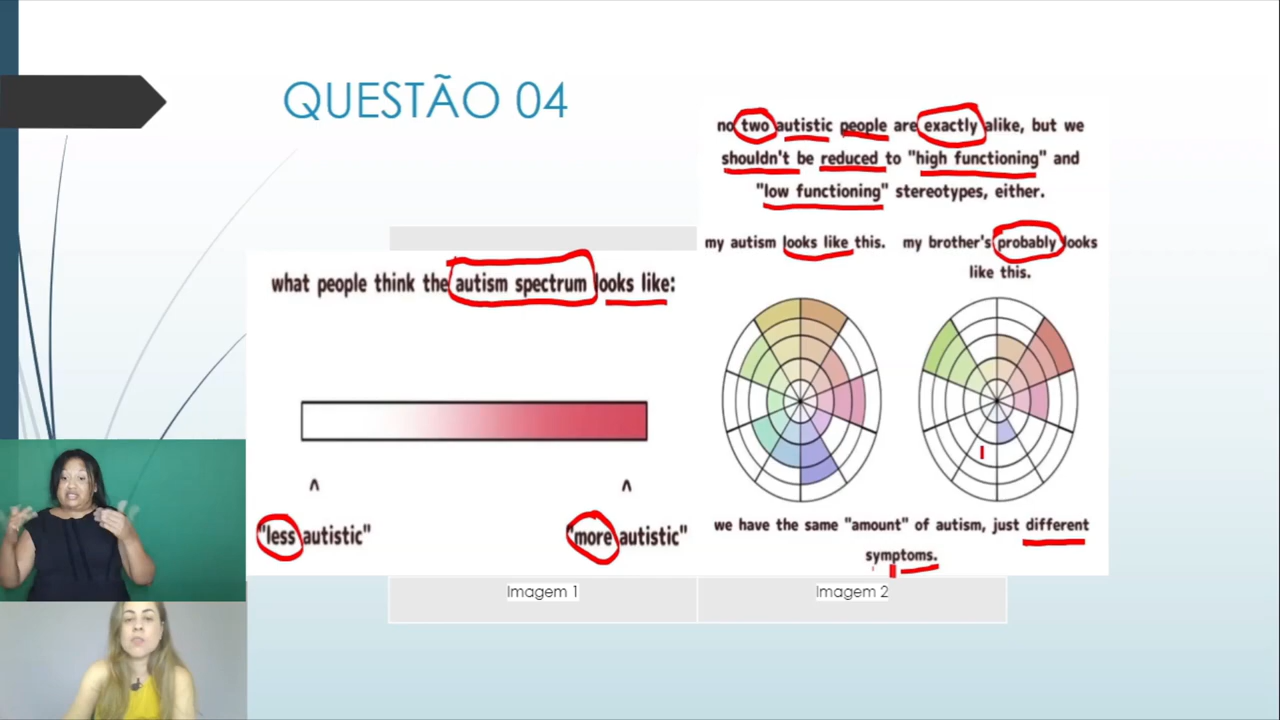 QUESTÃO 04
what people think the autism spectrum looks like:
^
^
"less autistic"
"more autistic"
Imagem 1
no two autistic people are exactly alike, but we
shouldn't be reduced to "high functioning" and
"low functioning" stereotypes, either.
my autism looks like this.
my brother's probably looks
like this.
we have the same "amount" of autism, just different
symptoms.
Imagem 2